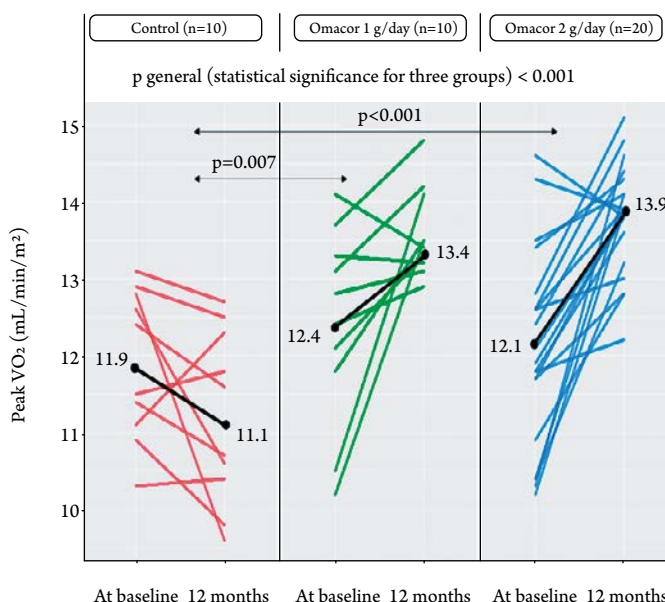 Control (n=10)
Omacor 1 g/day (n=10)
Omacor 2 g/day (n=20)
p general (statistical significance for three groups) < 0.001
p<0.001
p=0.007
15
14
13
12
11
10
Peak VO₂ (mL/min/m²)
11.9
11.1
12.4
13.4
12.1
13.9
At baseline 12 months
At baseline 12 months
At baseline 12 months